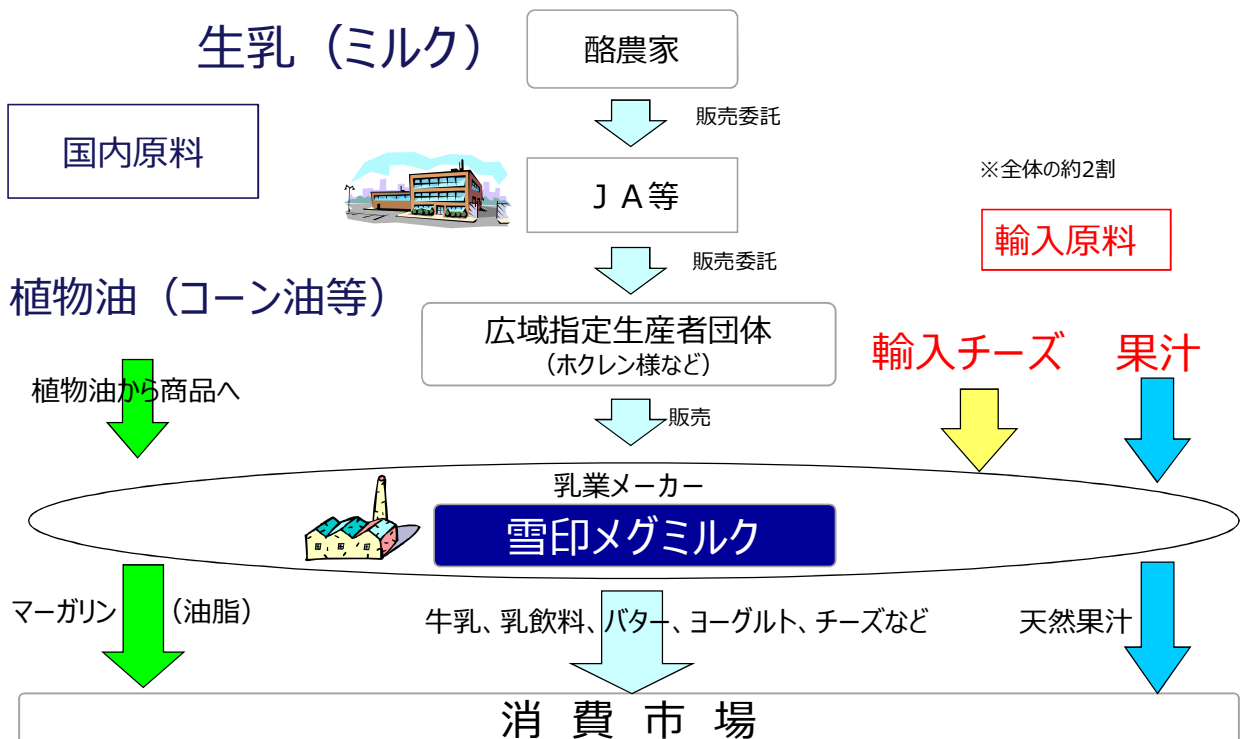 生乳（ミルク）
酪農家
販売委託
国内原料
ＪＡ等
※全体の約2割
輸入原料
販売委託
植物油（コーン油等）
広域指定生産者団体
（ホクレン様など）
輸入チーズ
果汁
植物油から商品へ
販売
乳業メーカー
雪印メグミルク
マーガリン（油脂）
牛乳、乳飲料、バター、ヨーグルト、チーズなど
天然果汁
消費市場